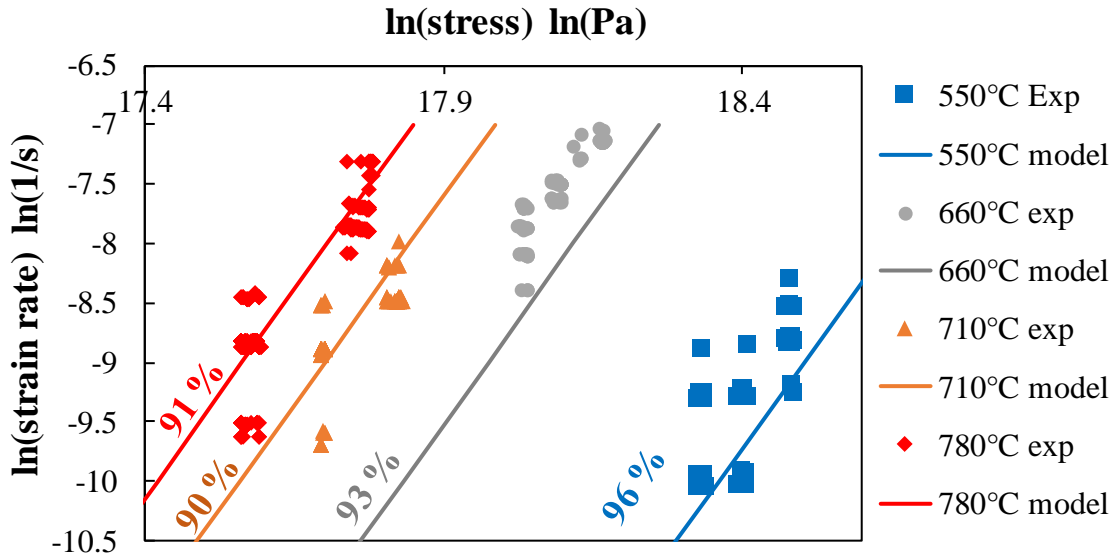 ln(stress) ln(Pa)
ln(strain rate) ln(1/s)
-6.5
-7
-7.5
-8
-8.5
-9
-9.5
-10
-10.5
17.4
17.9
18.4
91 %
90 %
93 %
96 %
550°C Exp
550°C model
660°C exp
660°C model
710°C exp
710°C model
780°C exp
780°C model